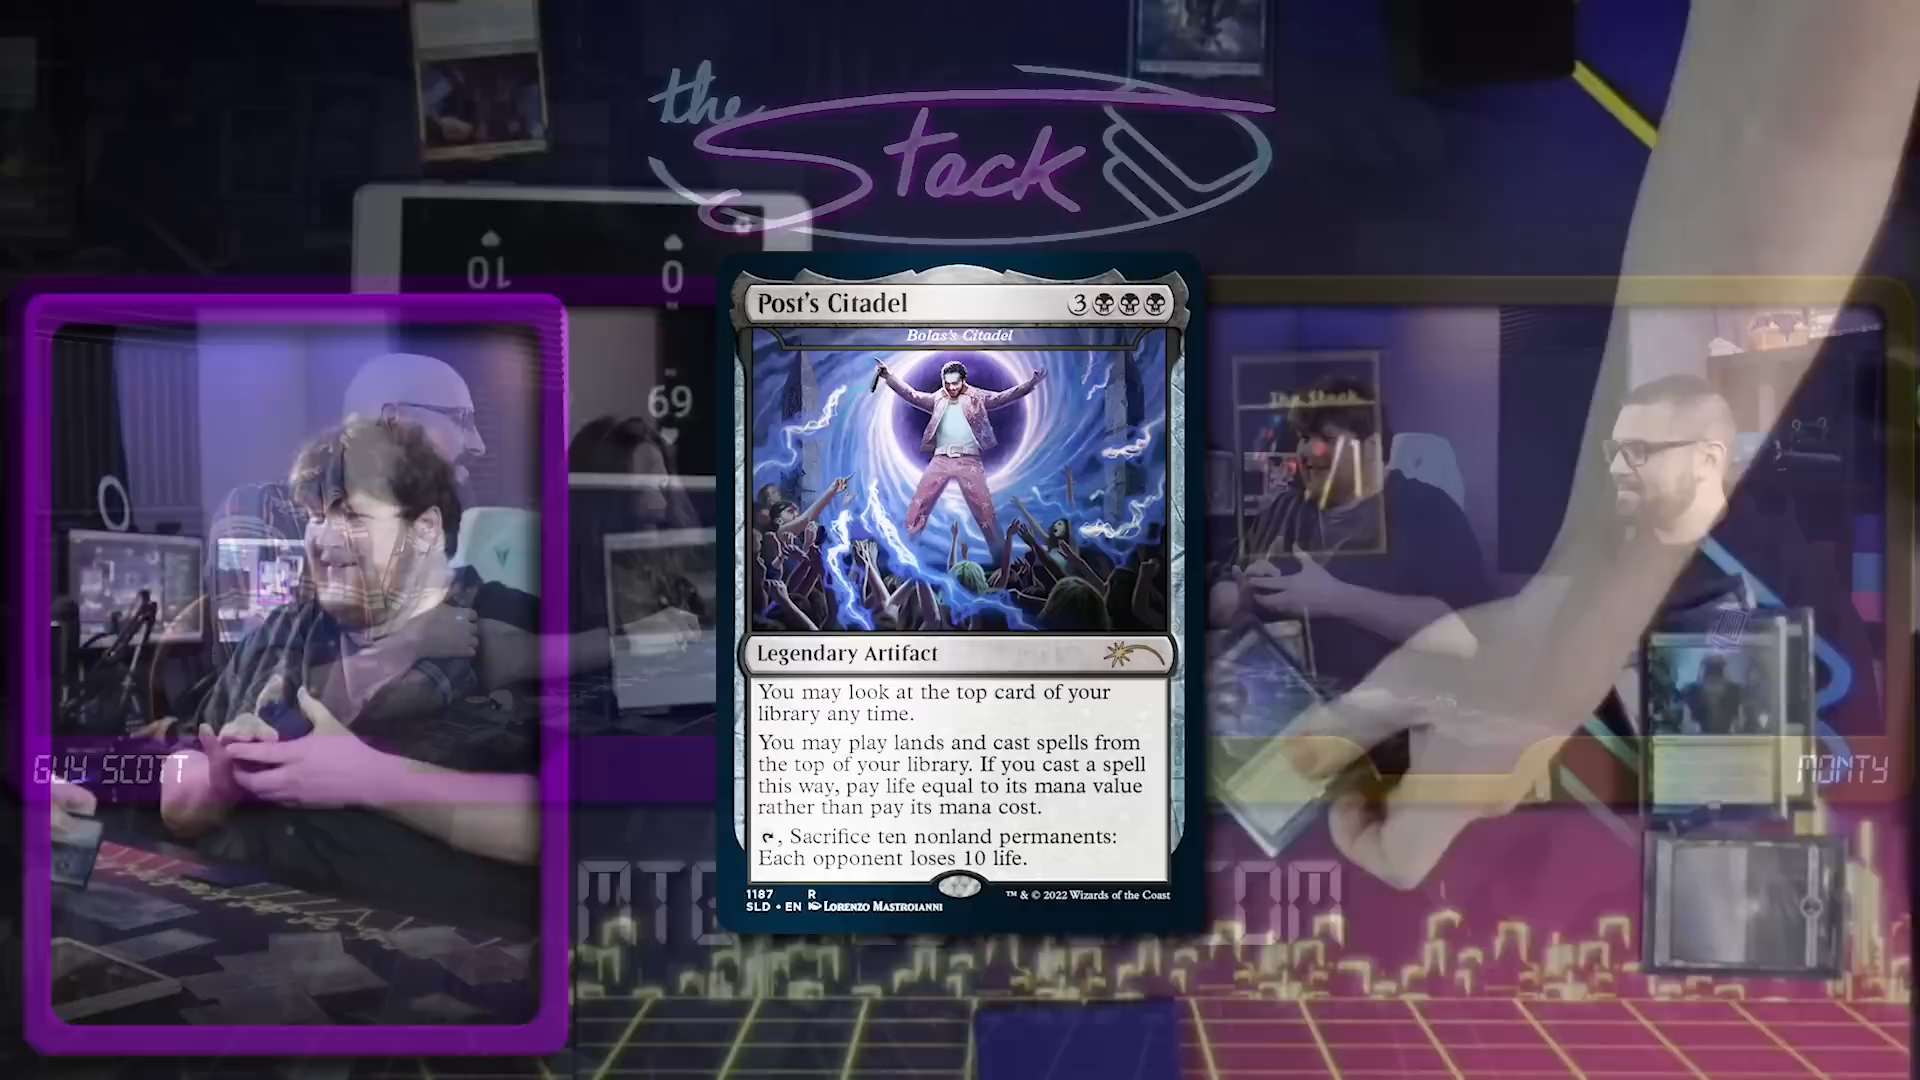 the
Stack
10
0
69
0
Post's Citadel 3
Bolas's Citadel
The Stack
Legendary Artifact
You may look at the top card of your
library any time.
You may play lands and cast spells from
the top of your library. If you cast a spell
this way, pay life equal to its mana value
rather than pay its mana cost.
, Sacrifice ten nonland permanents:
Each opponent loses 10 life.
GUY SCOTT
MONTY
1187 R
SLD • EN Lorenzo Mastroianni
™ & © 2022 Wizards of the Coast